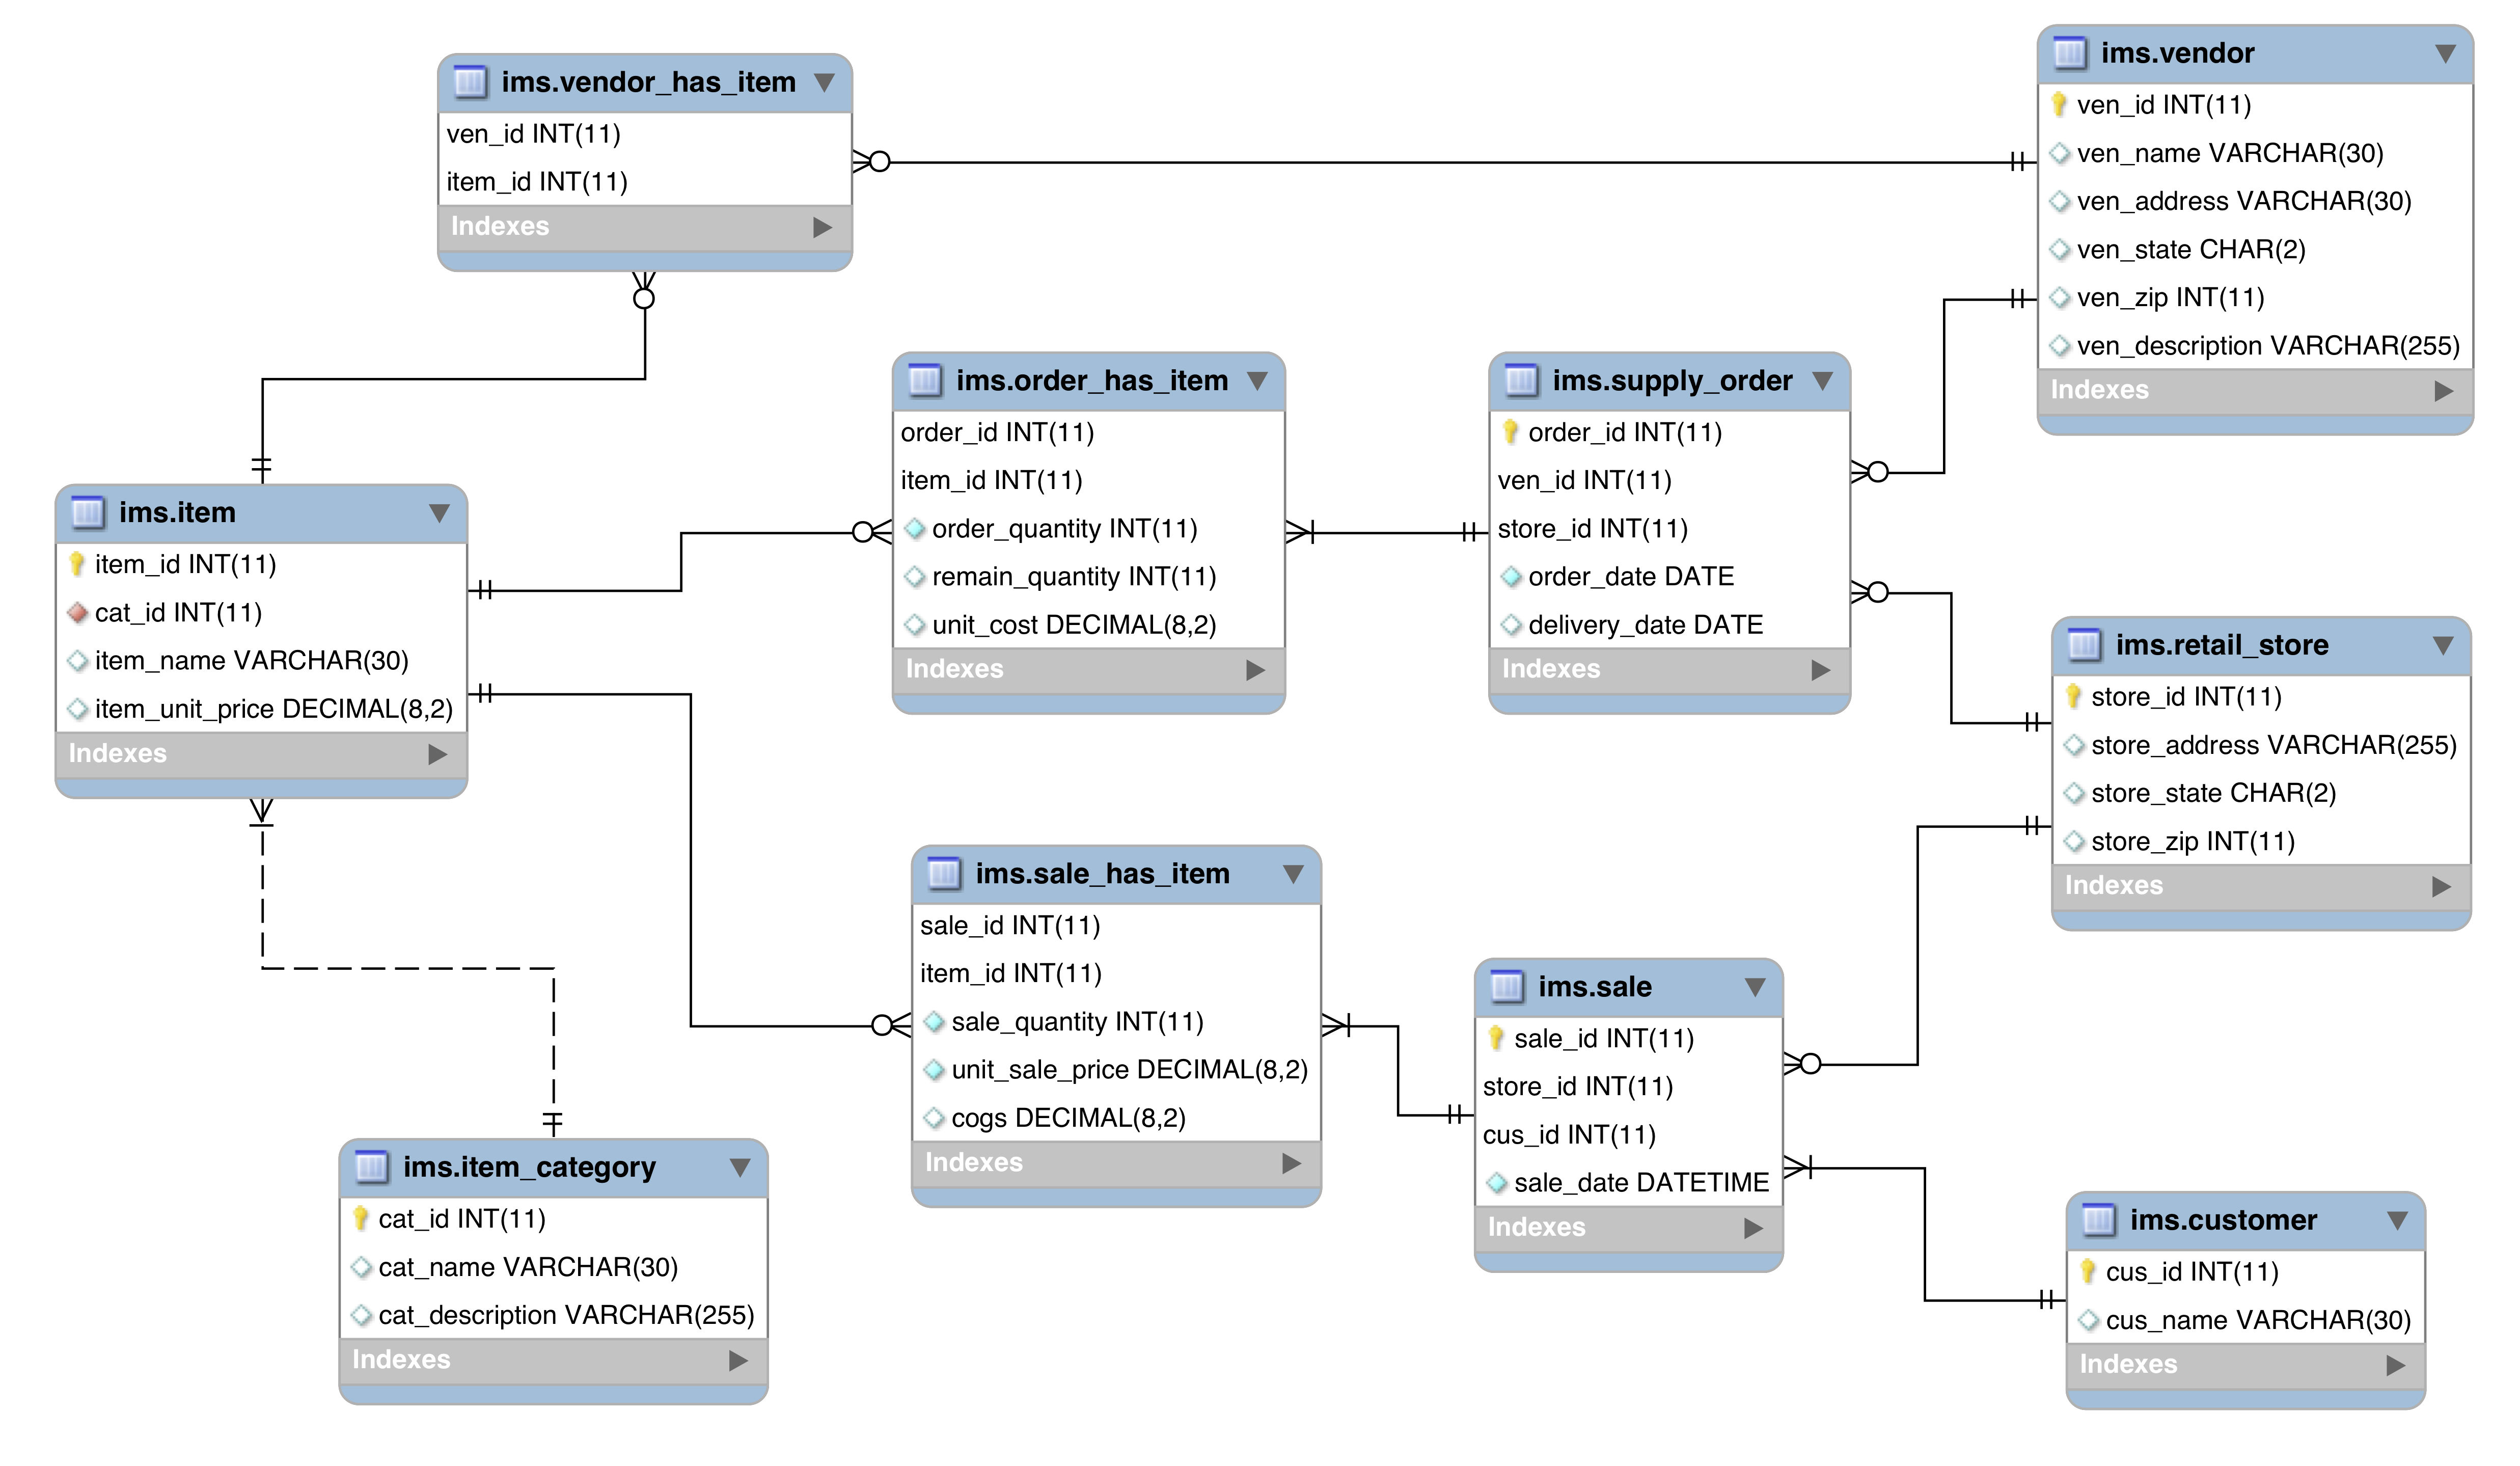 ims.vendor_has_item
ven_id INT(11)
item_id INT(11)
Indexes
ims.vendor
ven_id INT(11)
ven_name VARCHAR(30)
ven_address VARCHAR(30)
ven_state CHAR(2)
ven_zip INT(11)
ven_description VARCHAR(255)
Indexes
ims.item
item_id INT(11)
cat_id INT(11)
item_name VARCHAR(30)
item_unit_price DECIMAL(8,2)
Indexes
ims.order_has_item
order_id INT(11)
item_id INT(11)
order_quantity INT(11)
remain_quantity INT(11)
unit_cost DECIMAL(8,2)
Indexes
ims.supply_order
order_id INT(11)
ven_id INT(11)
store_id INT(11)
order_date DATE
delivery_date DATE
Indexes
ims.retail_store
store_id INT(11)
store_address VARCHAR(255)
store_state CHAR(2)
store_zip INT(11)
Indexes
ims.sale_has_item
sale_id INT(11)
item_id INT(11)
sale_quantity INT(11)
unit_sale_price DECIMAL(8,2)
cogs DECIMAL(8,2)
Indexes
ims.sale
sale_id INT(11)
store_id INT(11)
cus_id INT(11)
sale_date DATETIME
Indexes
ims.item_category
cat_id INT(11)
cat_name VARCHAR(30)
cat_description VARCHAR(255)
Indexes
ims.customer
cus_id INT(11)
cus_name VARCHAR(30)
Indexes